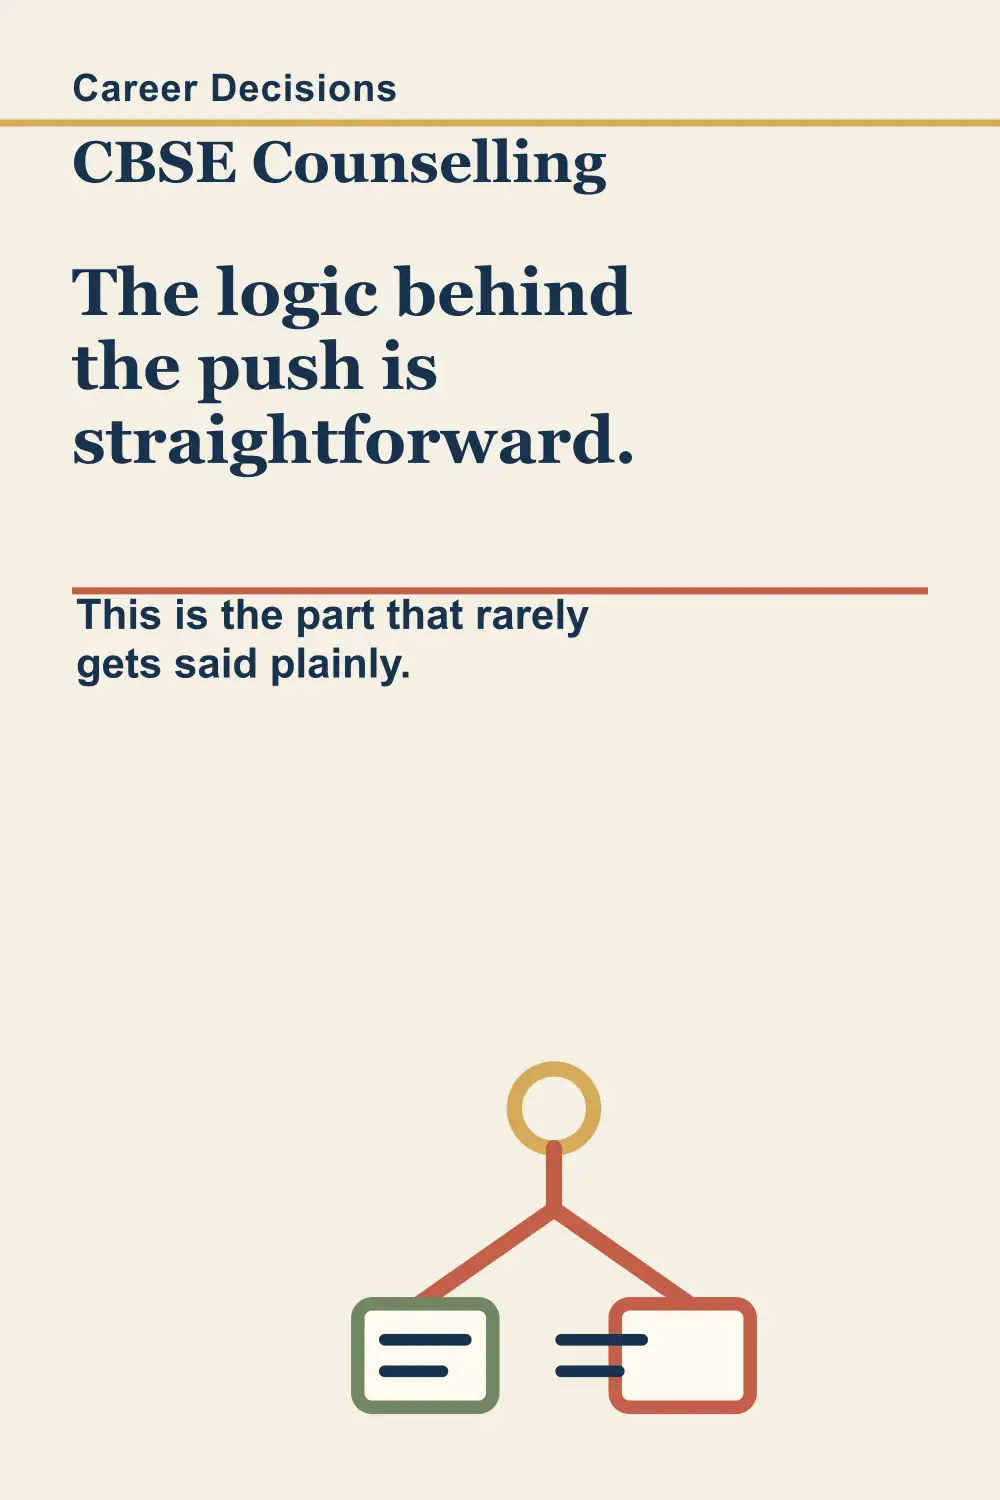 Career Decisions
CBSE Counselling
The logic behind
the push is
straightforward.
This is the part that rarely
gets said plainly.